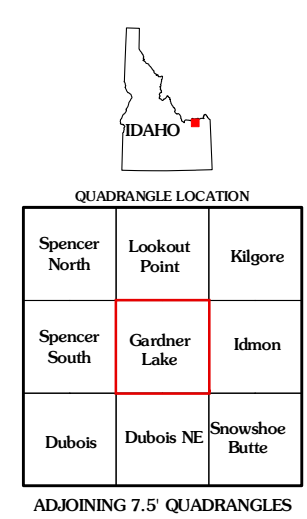 IDAHO
QUADRANGLE LOCATION
Spencer North
Lookout Point
Kilgore
Spencer South
Gardner Lake
Idmon
Dubois
Dubois NE
Snowshoe Butte
ADJOINING 7.5' QUADRANGLES